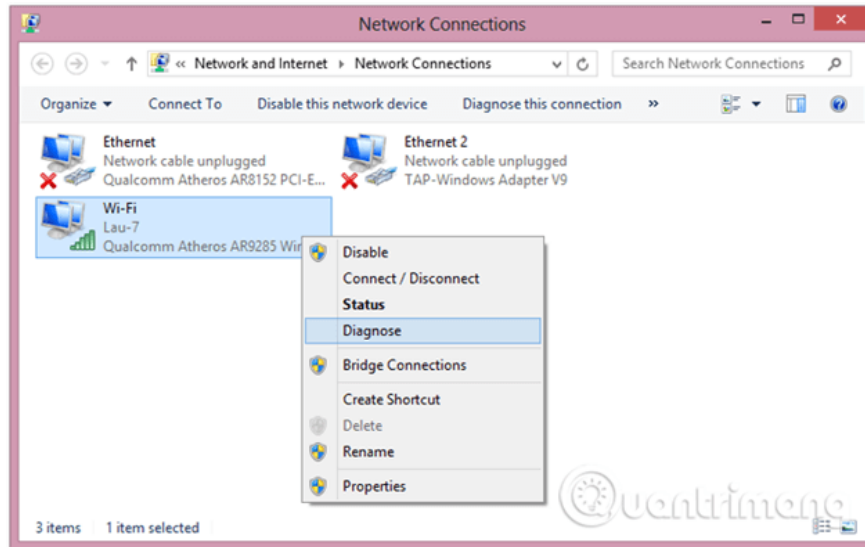 Network Connections
« Network and Internet Network Connections
Search Network Connections
Organize Connect To Disable this network device Diagnose this connection »
Ethernet
Network cable unplugged
Qualcomm Atheros AR8152 PCI-E...
Ethernet 2
Network cable unplugged
TAP-Windows Adapter V9
Wi-Fi
Lau-7
Qualcomm Atheros AR9285 Wir
Disable
Connect / Disconnect
Status
Diagnose
Bridge Connections
Create Shortcut
Delete
Rename
Properties
Quantrimang
3 items 1 item selected